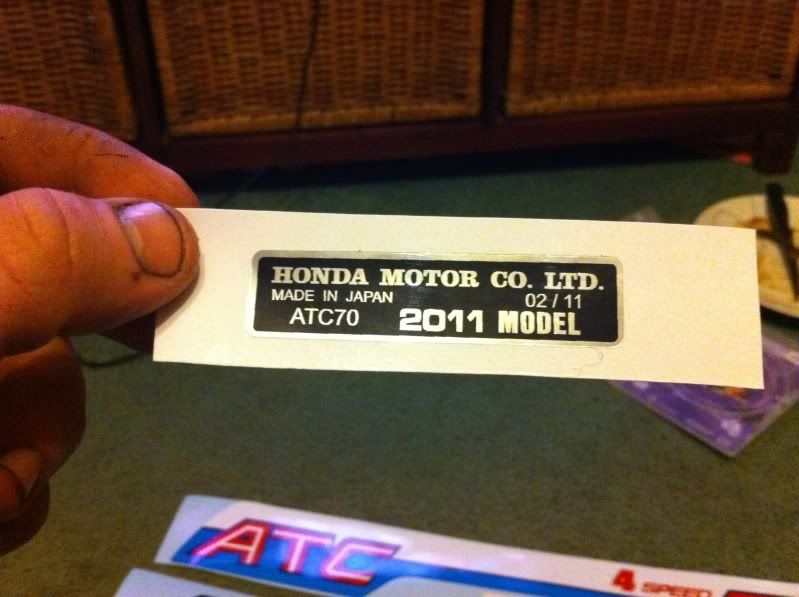 HONDA MOTOR CO. LTD.
MADE IN JAPAN 02/11
ATC70 2011 MODEL
ATC 4 SPEED